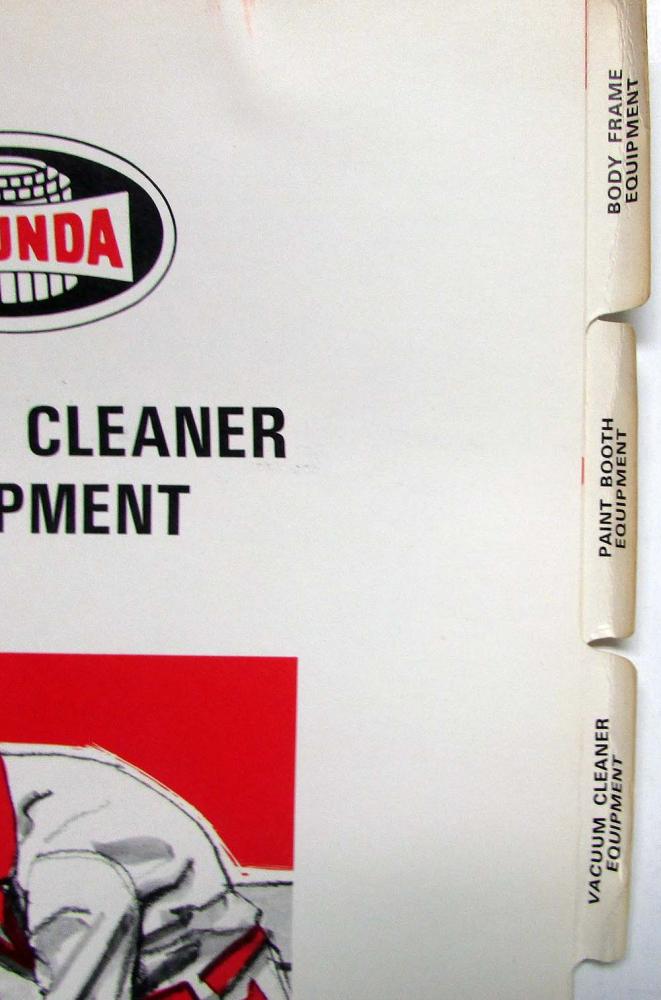 UNDA
CLEANER
PMENT
BODY FRAME
EQUIPMENT
PAINT BOOTH
EQUIPMENT
VACUUM CLEANER
EQUIPMENT